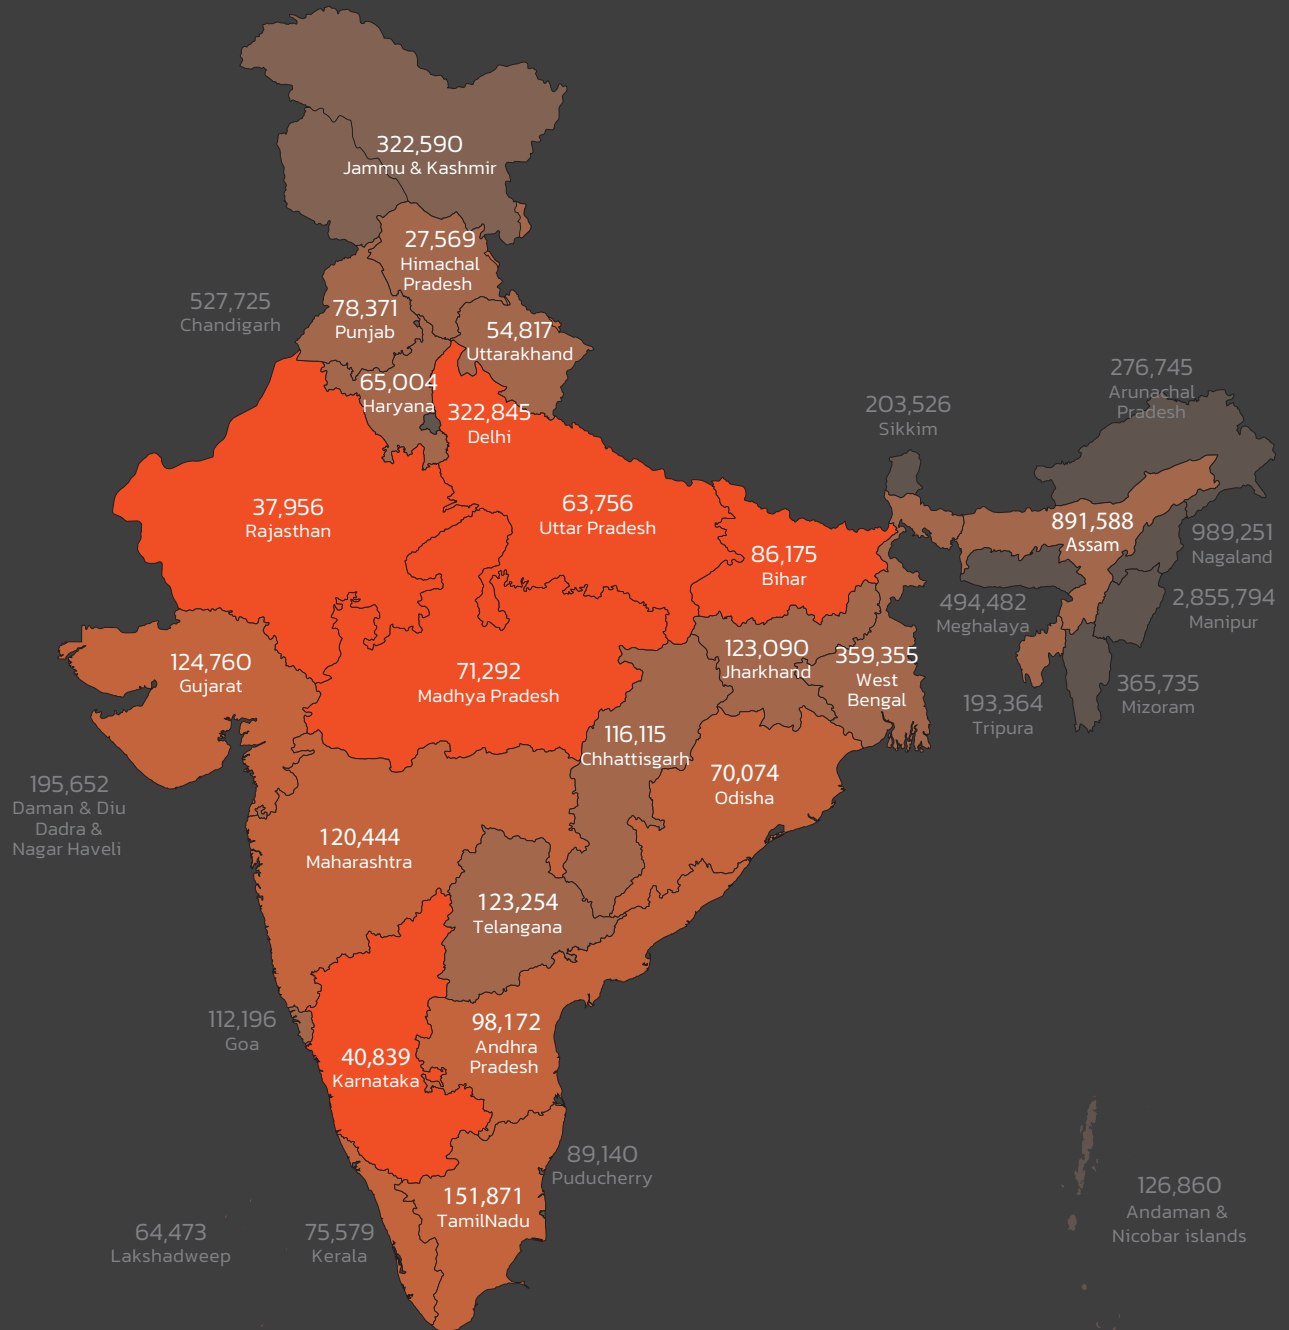 322,590
Jammu & Kashmir
27,569
Himachal
Pradesh
527,725
Chandigarh
78,371
Punjab
54,817
Uttarakhand
65,004
Haryana
322,845
Delhi
276,745
Arunachal
Pradesh
203,526
Sikkim
37,956
Rajasthan
63,756
Uttar Pradesh
86,175
Bihar
891,588
Assam
989,251
Nagaland
494,482
Meghalaya
2,855,794
Manipur
124,760
Gujarat
71,292
Madhya Pradesh
123,090
Jharkhand
359,355
West
Bengal
193,364
Tripura
365,735
Mizoram
116,115
Chhattisgarh
70,074
Odisha
195,652
Daman & Diu
Dadra &
Nagar Haveli
120,444
Maharashtra
123,254
Telangana
112,196
Goa
98,172
Andhra
Pradesh
40,839
Karnataka
89,140
Puducherry
151,871
TamilNadu
126,860
Andaman &
Nicobar islands
64,473
Lakshadweep
75,579
Kerala